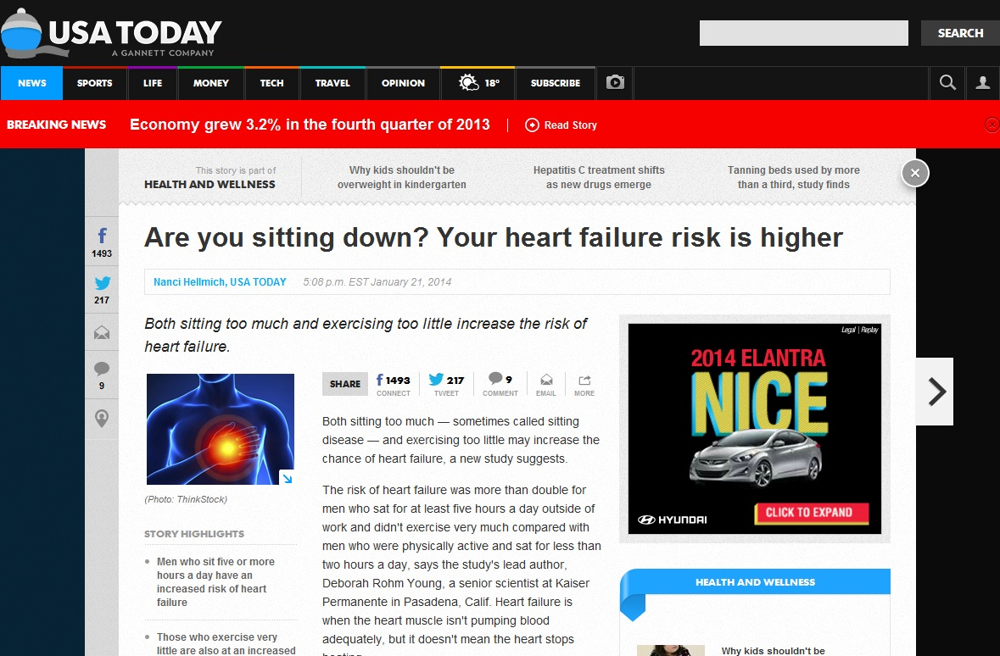 USA TODAY
A GANNETT COMPANY
SEARCH
NEWS
SPORTS
LIFE
MONEY
TECH
TRAVEL
OPINION
18°
SUBSCRIBE
BREAKING NEWS
Economy grew 3.2% in the fourth quarter of 2013
Read Story
This story is part of
HEALTH AND WELLNESS
Why kids shouldn't be
overweight in kindergarten
Hepatitis C treatment shifts
as new drugs emerge
Tanning beds used by more
than a third, study finds
1493
217
9
Are you sitting down? Your heart failure risk is higher
Nanci Hellmich, USA TODAY
5:08 p.m. EST January 21, 2014
Both sitting too much and exercising too little increase the risk of
heart failure.
(Photo: ThinkStock)
STORY HIGHLIGHTS
Men who sit five or more
hours a day have an
increased risk of heart
failure
Those who exercise very
little are also at an increased
SHARE
1493
CONNECT
217
TWEET
9
COMMENT
EMAIL
MORE
Both sitting too much — sometimes called sitting
disease — and exercising too little may increase the
chance of heart failure, a new study suggests.
The risk of heart failure was more than double for
men who sat for at least five hours a day outside of
work and didn't exercise very much compared with
men who were physically active and sat for less than
two hours a day, says the study's lead author,
Deborah Rohm Young, a senior scientist at Kaiser
Permanente in Pasadena, Calif. Heart failure is
when the heart muscle isn't pumping blood
adequately, but it doesn't mean the heart stops
Legal | Replay
2014 ELANTRA
NICE
HYUNDAI
CLICK TO EXPAND
HEALTH AND WELLNESS
Why kids shouldn't be